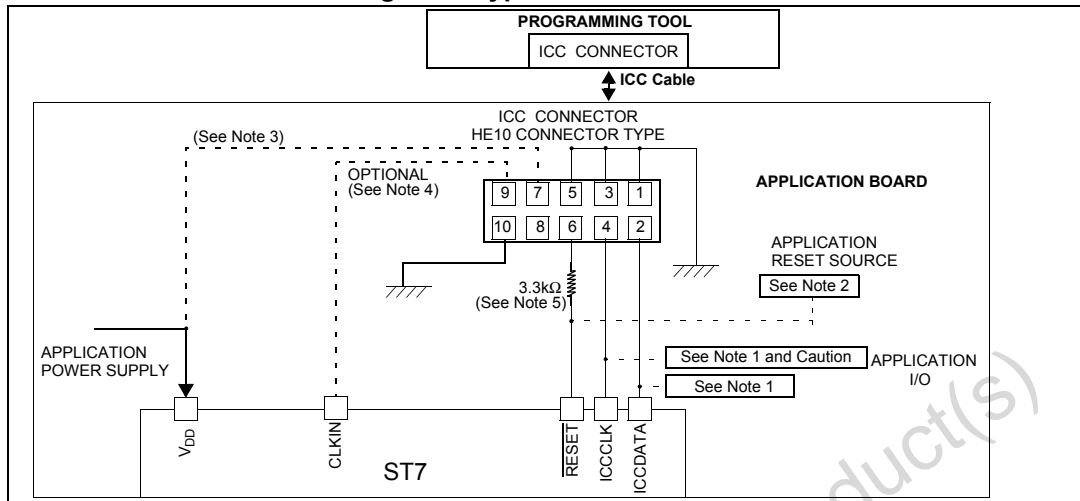 PROGRAMMING TOOL
ICC CONNECTOR
ICC Cable
ICC CONNECTOR
HE10 CONNECTOR TYPE
(See Note 3)
OPTIONAL
(See Note 4)
9 7 5 3 1
10 8 6 4 2
APPLICATION BOARD
APPLICATION
RESET SOURCE
See Note 2
3.3kΩ
(See Note 5)
APPLICATION
POWER SUPPLY
See Note 1 and Caution
See Note 1
APPLICATION
I/O
VDD
CLKIN
RESET
ICCCLK
ICCDATA
ST7
duct(s)